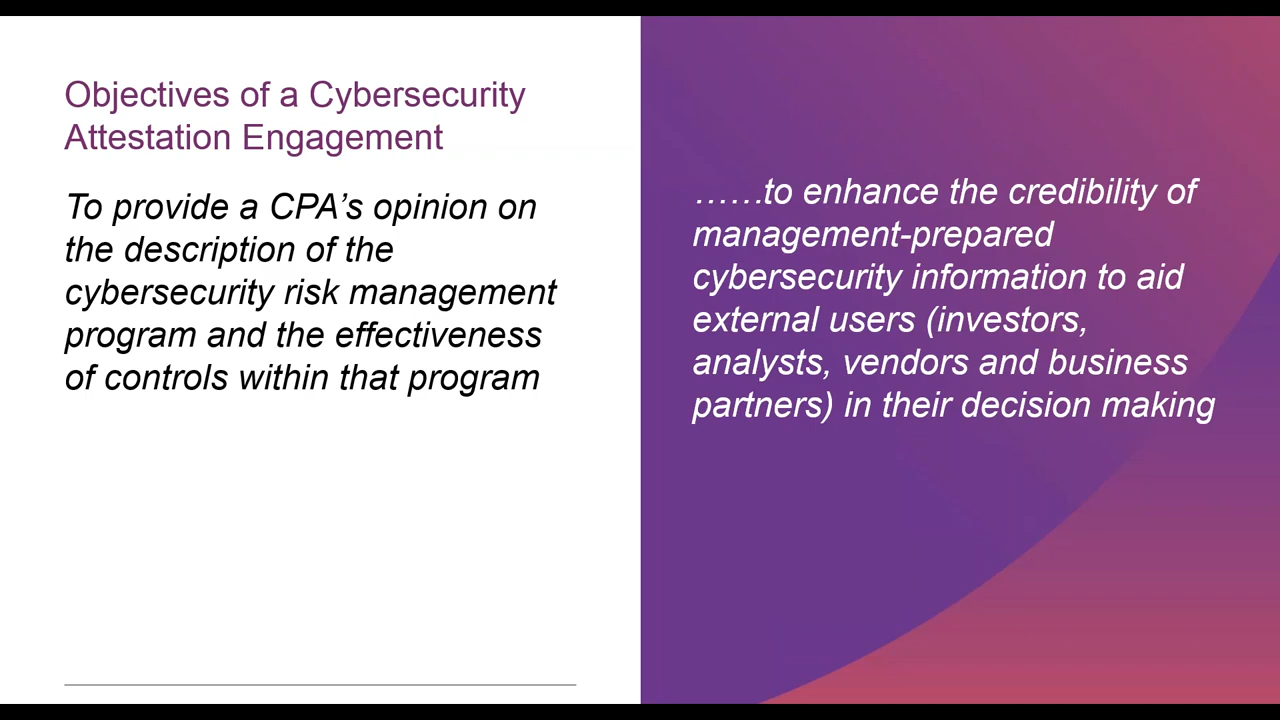 Objectives of a Cybersecurity
Attestation Engagement
To provide a CPA’s opinion on
the description of the
cybersecurity risk management
program and the effectiveness
of controls within that program
……to enhance the credibility of
management-prepared
cybersecurity information to aid
external users (investors,
analysts, vendors and business
partners) in their decision making